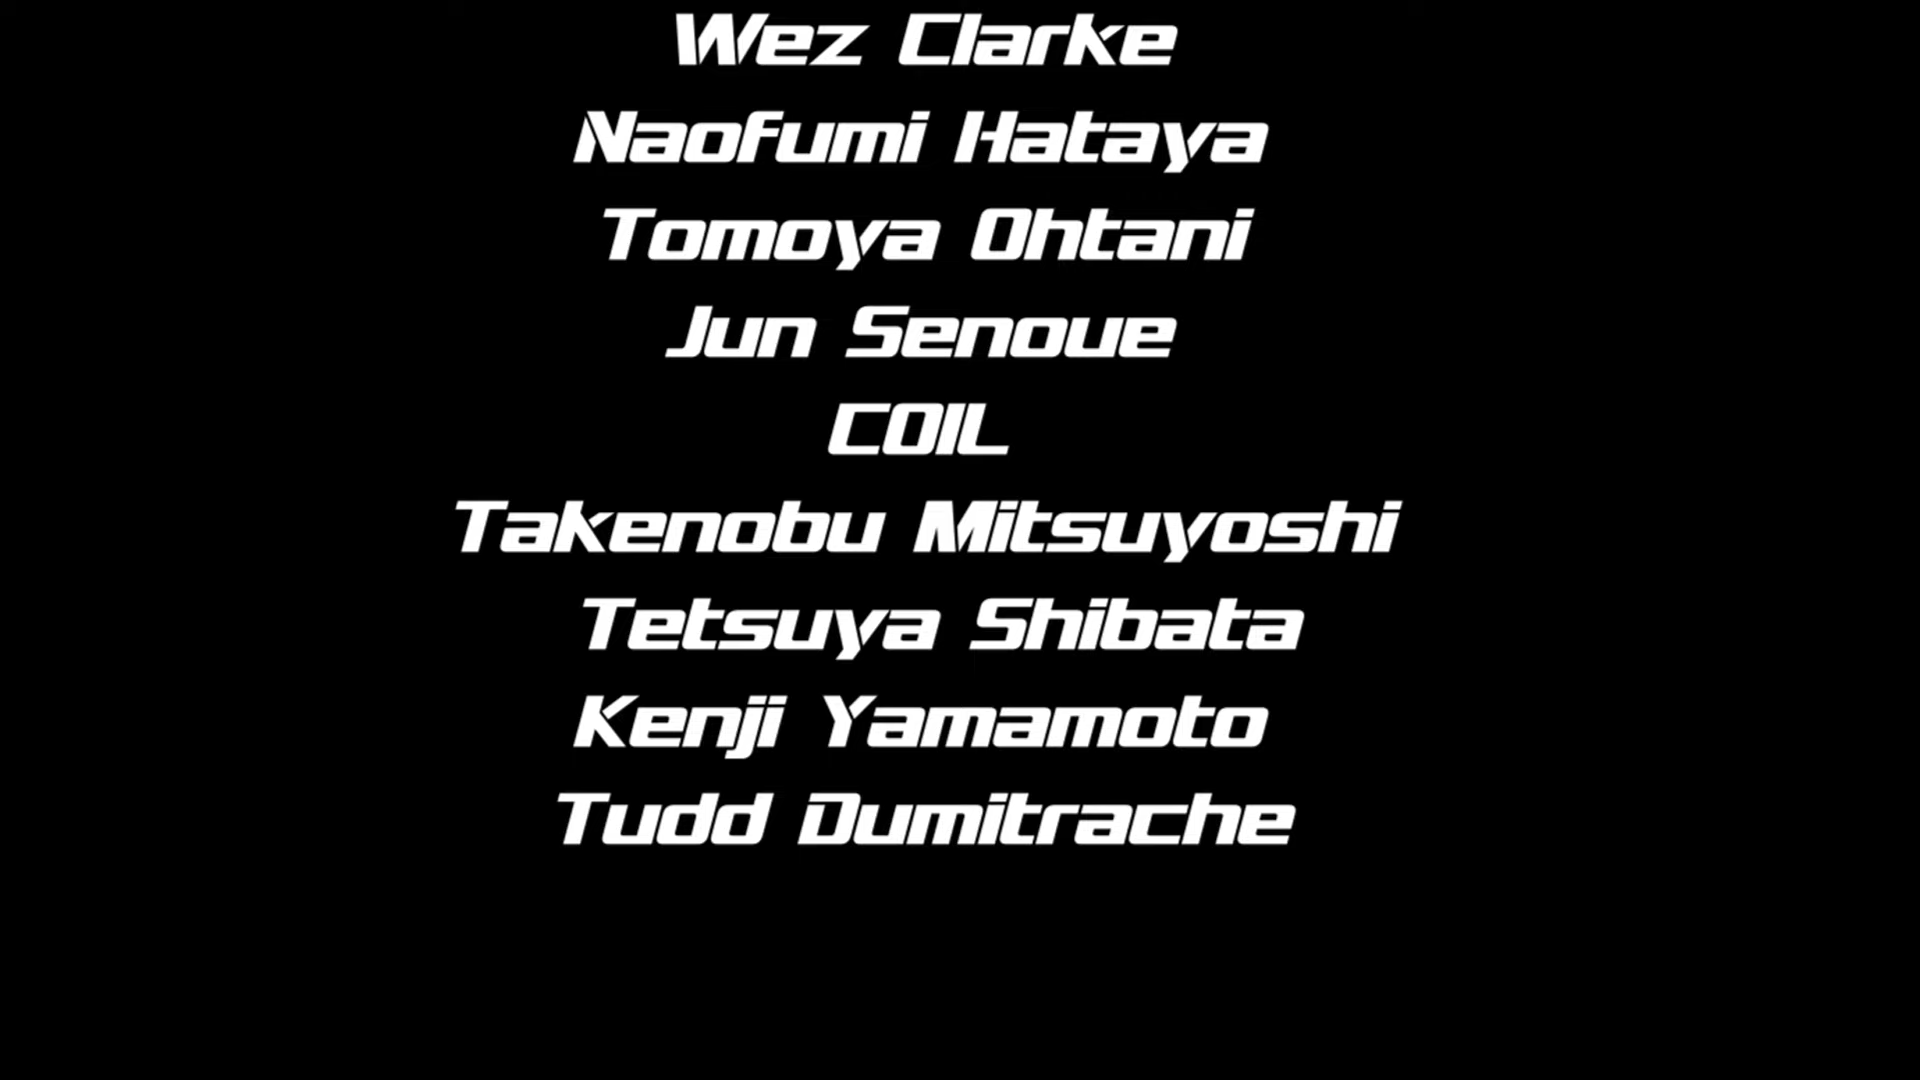 Wez Clarke
Naofumi Hataya
Tomoya Ohtani
Jun Senoue
COIL
Takenobu Mitsuyoshi
Tetsuya Shibata
Kenji Yamamoto
Tudd Dumitrache